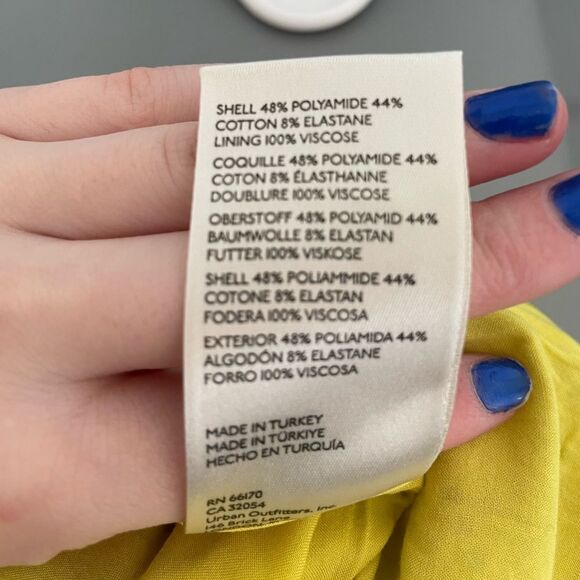 SHELL 48% POLYAMIDE 44%
COTTON 8% ELASTANE
LINING 100% VISCOSE
COQUILLE 48% POLYAMIDE 44%
COTON 8% ÉLASTHANNE
DOUBLURE 100% VISCOSE
OBERSTOFF 48% POLYAMID 44%
BAUMWOLLE 8% ELASTAN
FUTTER 100% VISKOSE
SHELL 48% POLIAMMIDE 44%
COTONE 8% ELASTAN
FODERA 100% VISCOSA
EXTERIOR 48% POLIAMIDA 44%
ALGODÓN 8% ELASTANE
FORRO 100% VISCOSA
MADE IN TURKEY
MADE IN TÜRKIYE
HECHO EN TURQUÍA
RN 66170
CA 32054
Urban Outfitters, Inc.
146 Brick Lane